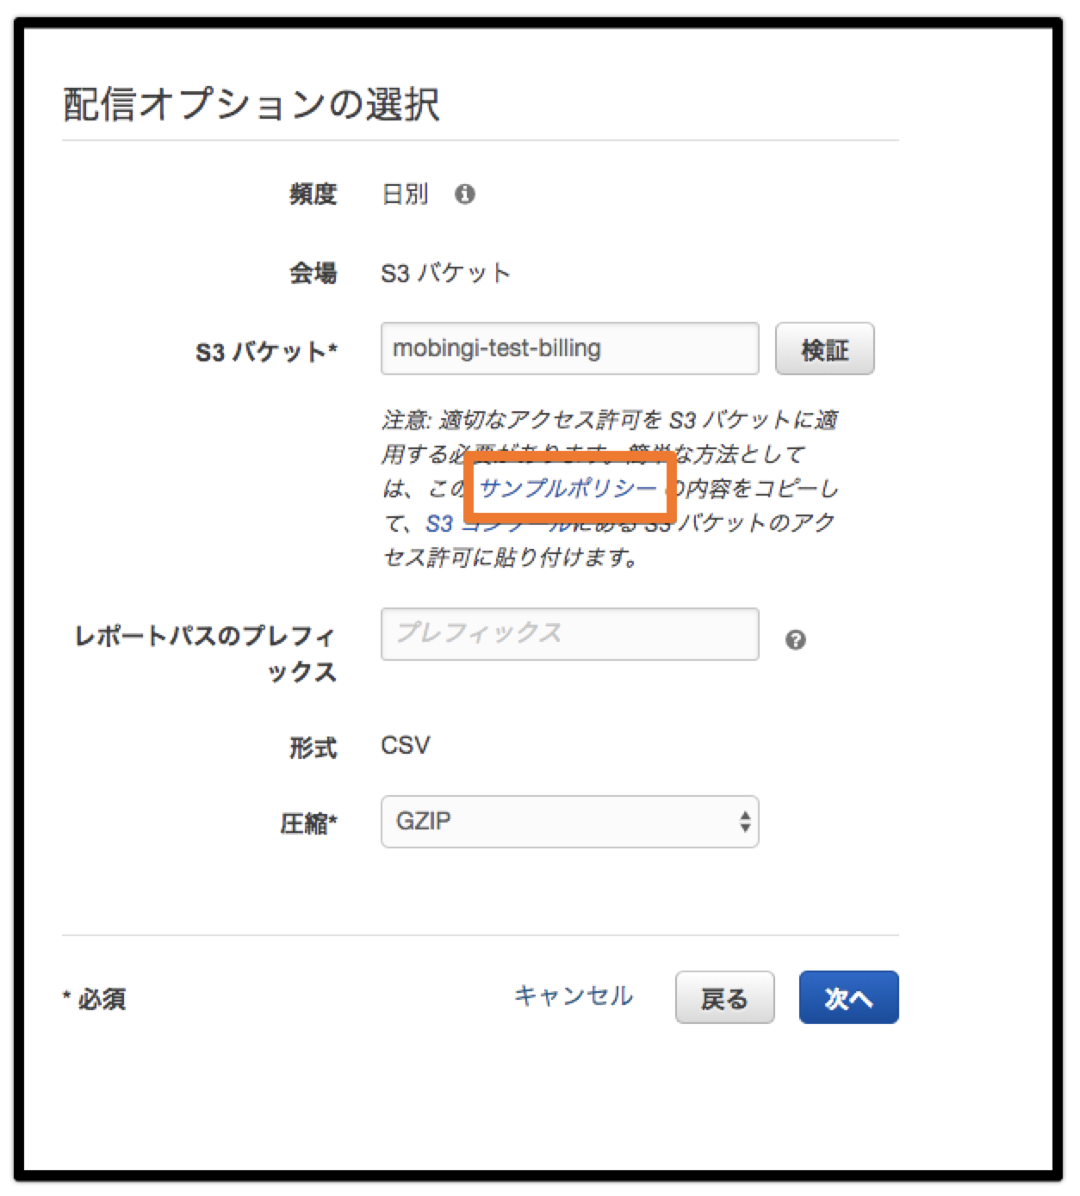 配信オプションの選択
頻度 日別
会場 S3 バケット
S3 バケット* mobingi-test-billing 検証
注意: 適切なアクセス許可を S3 バケットに適
用する必要があります。簡単な方法として
は、この サンプルポリシー の内容をコピーし
て、S3 コンソールにある S3 バケットのアク
セス許可に貼り付けます。
レポートパスのプレフィ
ックス プレフィックス
形式 CSV
圧縮* GZIP
* 必須 キャンセル 戻る 次へ